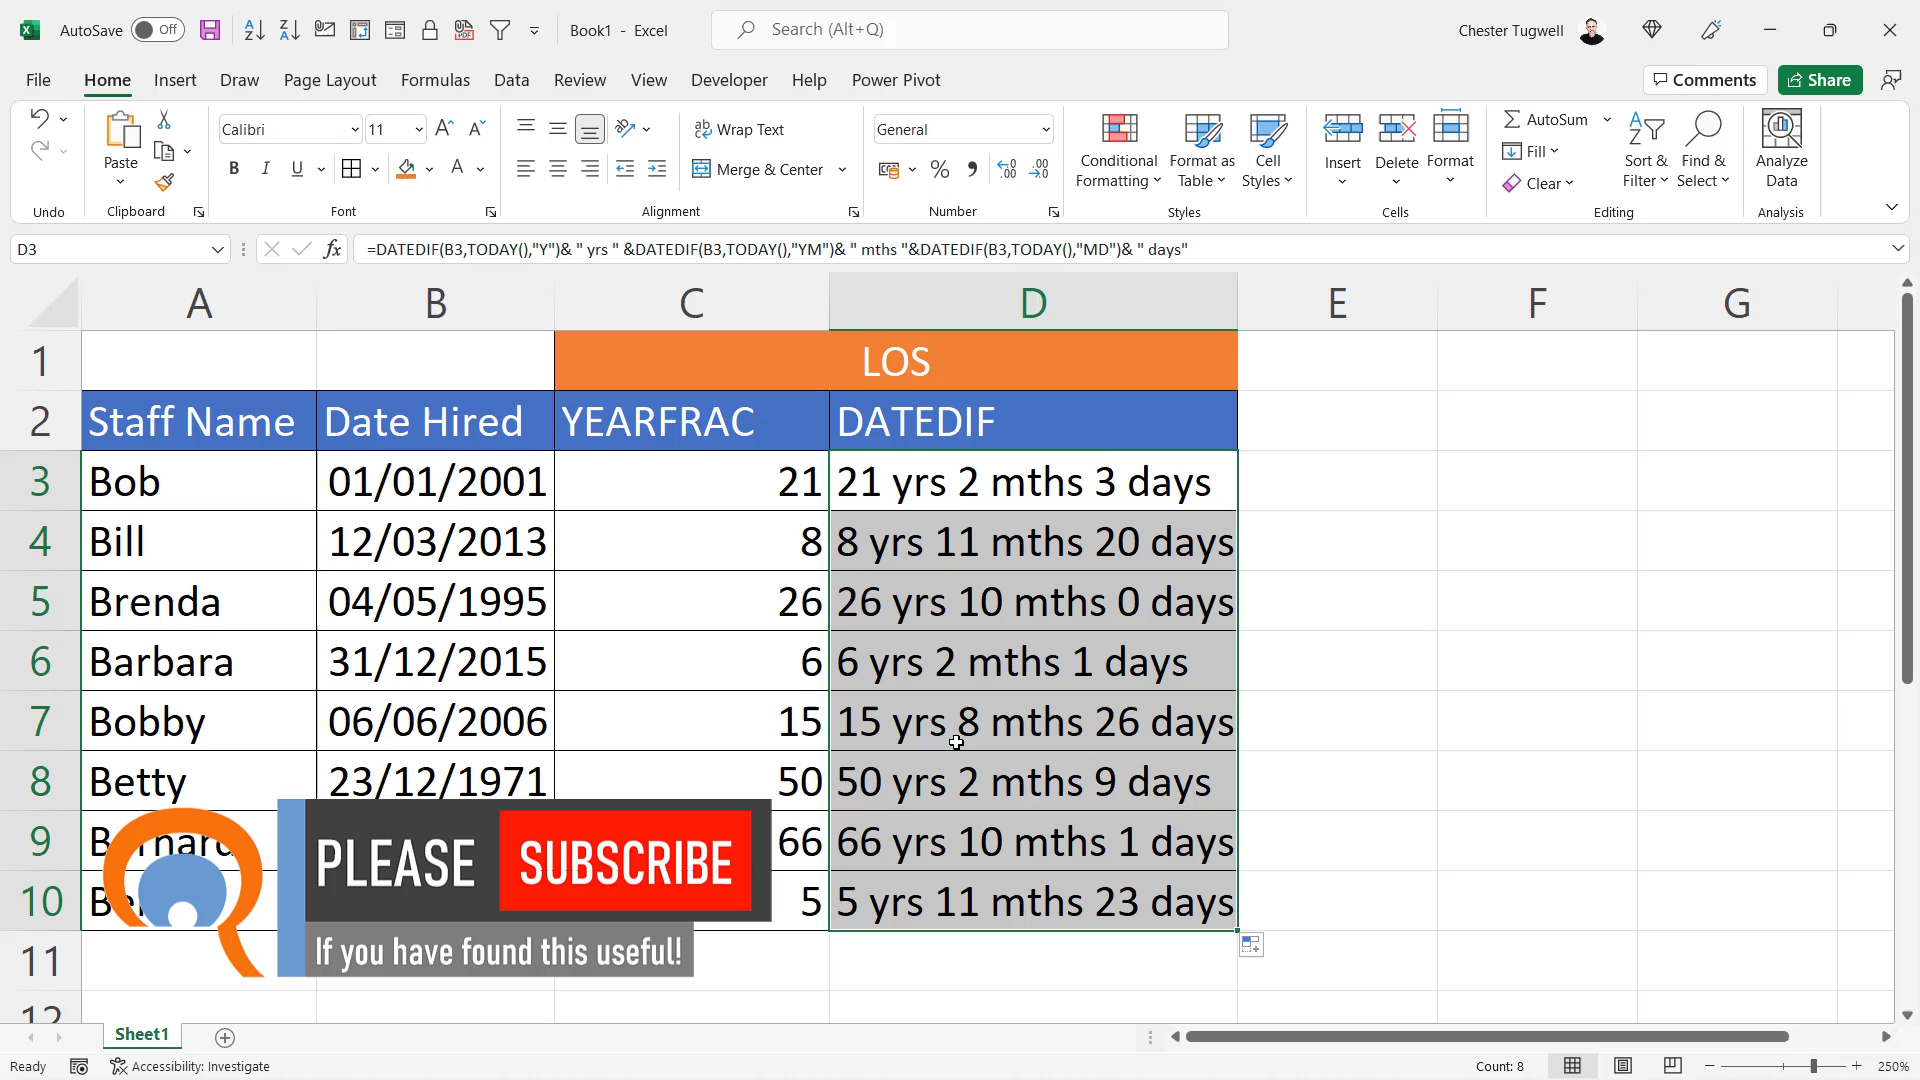 AutoSave Off Book1 - Excel Search (Alt+Q) Chester Tugwell
File Home Insert Draw Page Layout Formulas Data Review View Developer Help Power Pivot Comments Share
Paste
Calibri 11
B I U A
Wrap Text
Merge & Center
General
Conditional Formatting
Format as Table
Cell Styles
Insert Delete Format
AutoSum
Fill
Clear
Sort & Filter
Find & Select
Analyze Data
Undo Clipboard Font Alignment Number Styles Cells Editing Analysis
D3 fx =DATEDIF(B3,TODAY(),"Y")& " yrs " &DATEDIF(B3,TODAY(),"YM")& " mths "&DATEDIF(B3,TODAY(),"MD")& " days"
A B C D E F G
1 LOS
2 Staff Name Date Hired YEARFRAC DATEDIF
3 Bob 01/01/2001 21 21 yrs 2 mths 3 days
4 Bill 12/03/2013 8 8 yrs 11 mths 20 days
5 Brenda 04/05/1995 26 26 yrs 10 mths 0 days
6 Barbara 31/12/2015 6 6 yrs 2 mths 1 days
7 Bobby 06/06/2006 15 15 yrs 8 mths 26 days
8 Betty 23/12/1971 50 50 yrs 2 mths 9 days
9 66 66 yrs 10 mths 1 days
10 5 5 yrs 11 mths 23 days
11
12
PLEASE SUBSCRIBE
If you have found this useful!
Sheet1
Ready Accessibility: Investigate Count: 8 250%